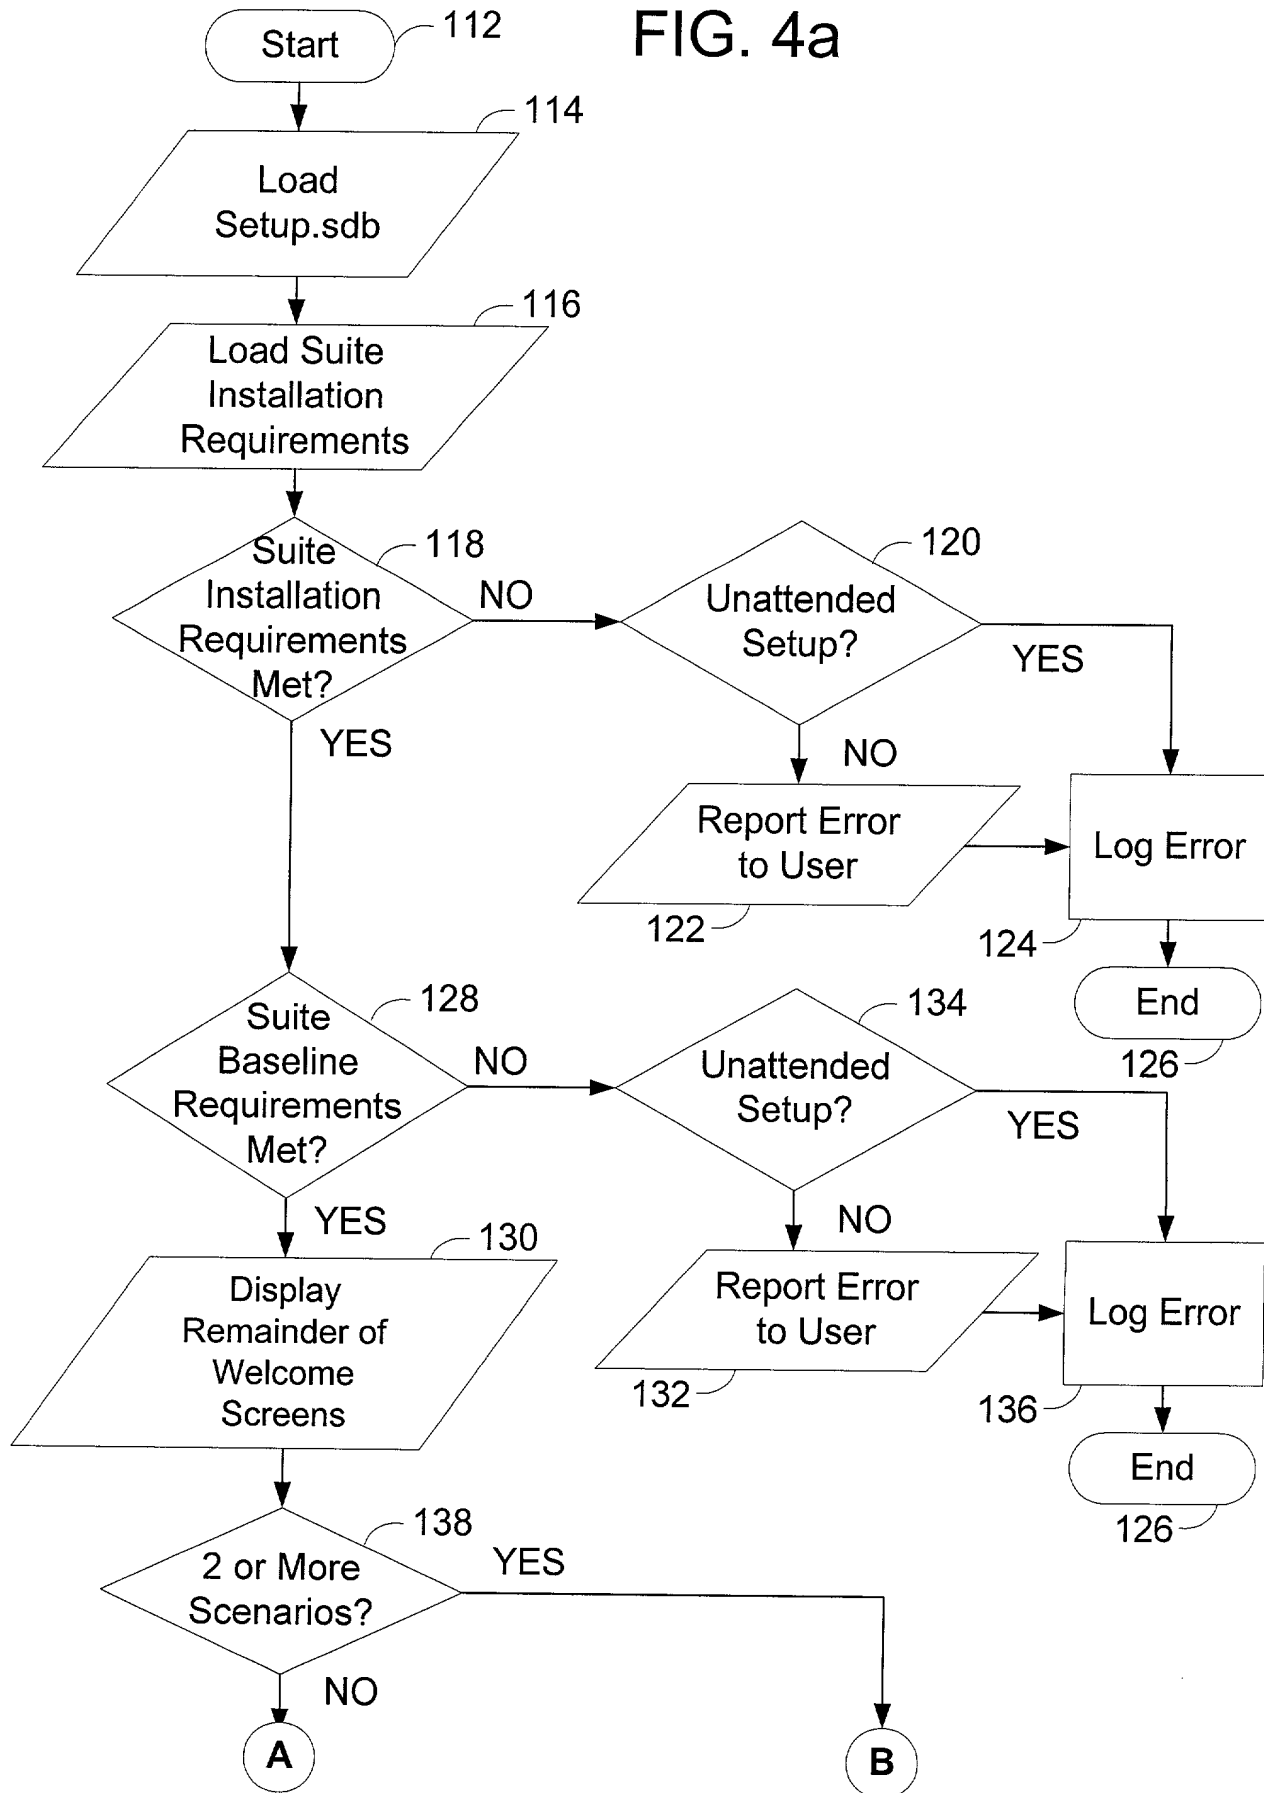 FIG. 4a
Start
112
114
Load
Setup.sdb
116
Load Suite
Installation
Requirements
118
Suite
Installation
Requirements
Met?
NO
YES
120
Unattended
Setup?
YES
NO
Report Error
to User
122
Log Error
124
End
126
128
Suite
Baseline
Requirements
Met?
NO
YES
134
Unattended
Setup?
YES
NO
130
Display
Remainder of
Welcome
Screens
Report Error
to User
132
Log Error
136
End
126
138
2 or More
Scenarios?
YES
NO
A
B